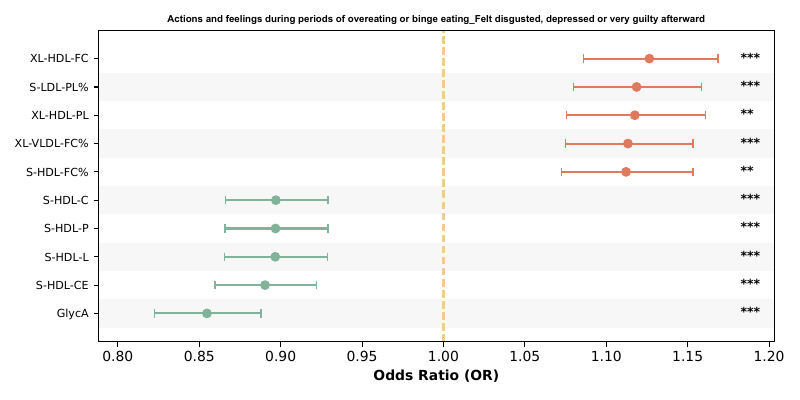 Actions and feelings during periods of overeating or binge eating_Felt disgusted, depressed or very guilty afterward
XL-HDL-FC ***
S-LDL-PL% ***
XL-HDL-PL **
XL-VLDL-FC% ***
S-HDL-FC% **
S-HDL-C ***
S-HDL-P ***
S-HDL-L ***
S-HDL-CE ***
GlycA ***
0.80 0.85 0.90 0.95 1.00 1.05 1.10 1.15 1.20
Odds Ratio (OR)